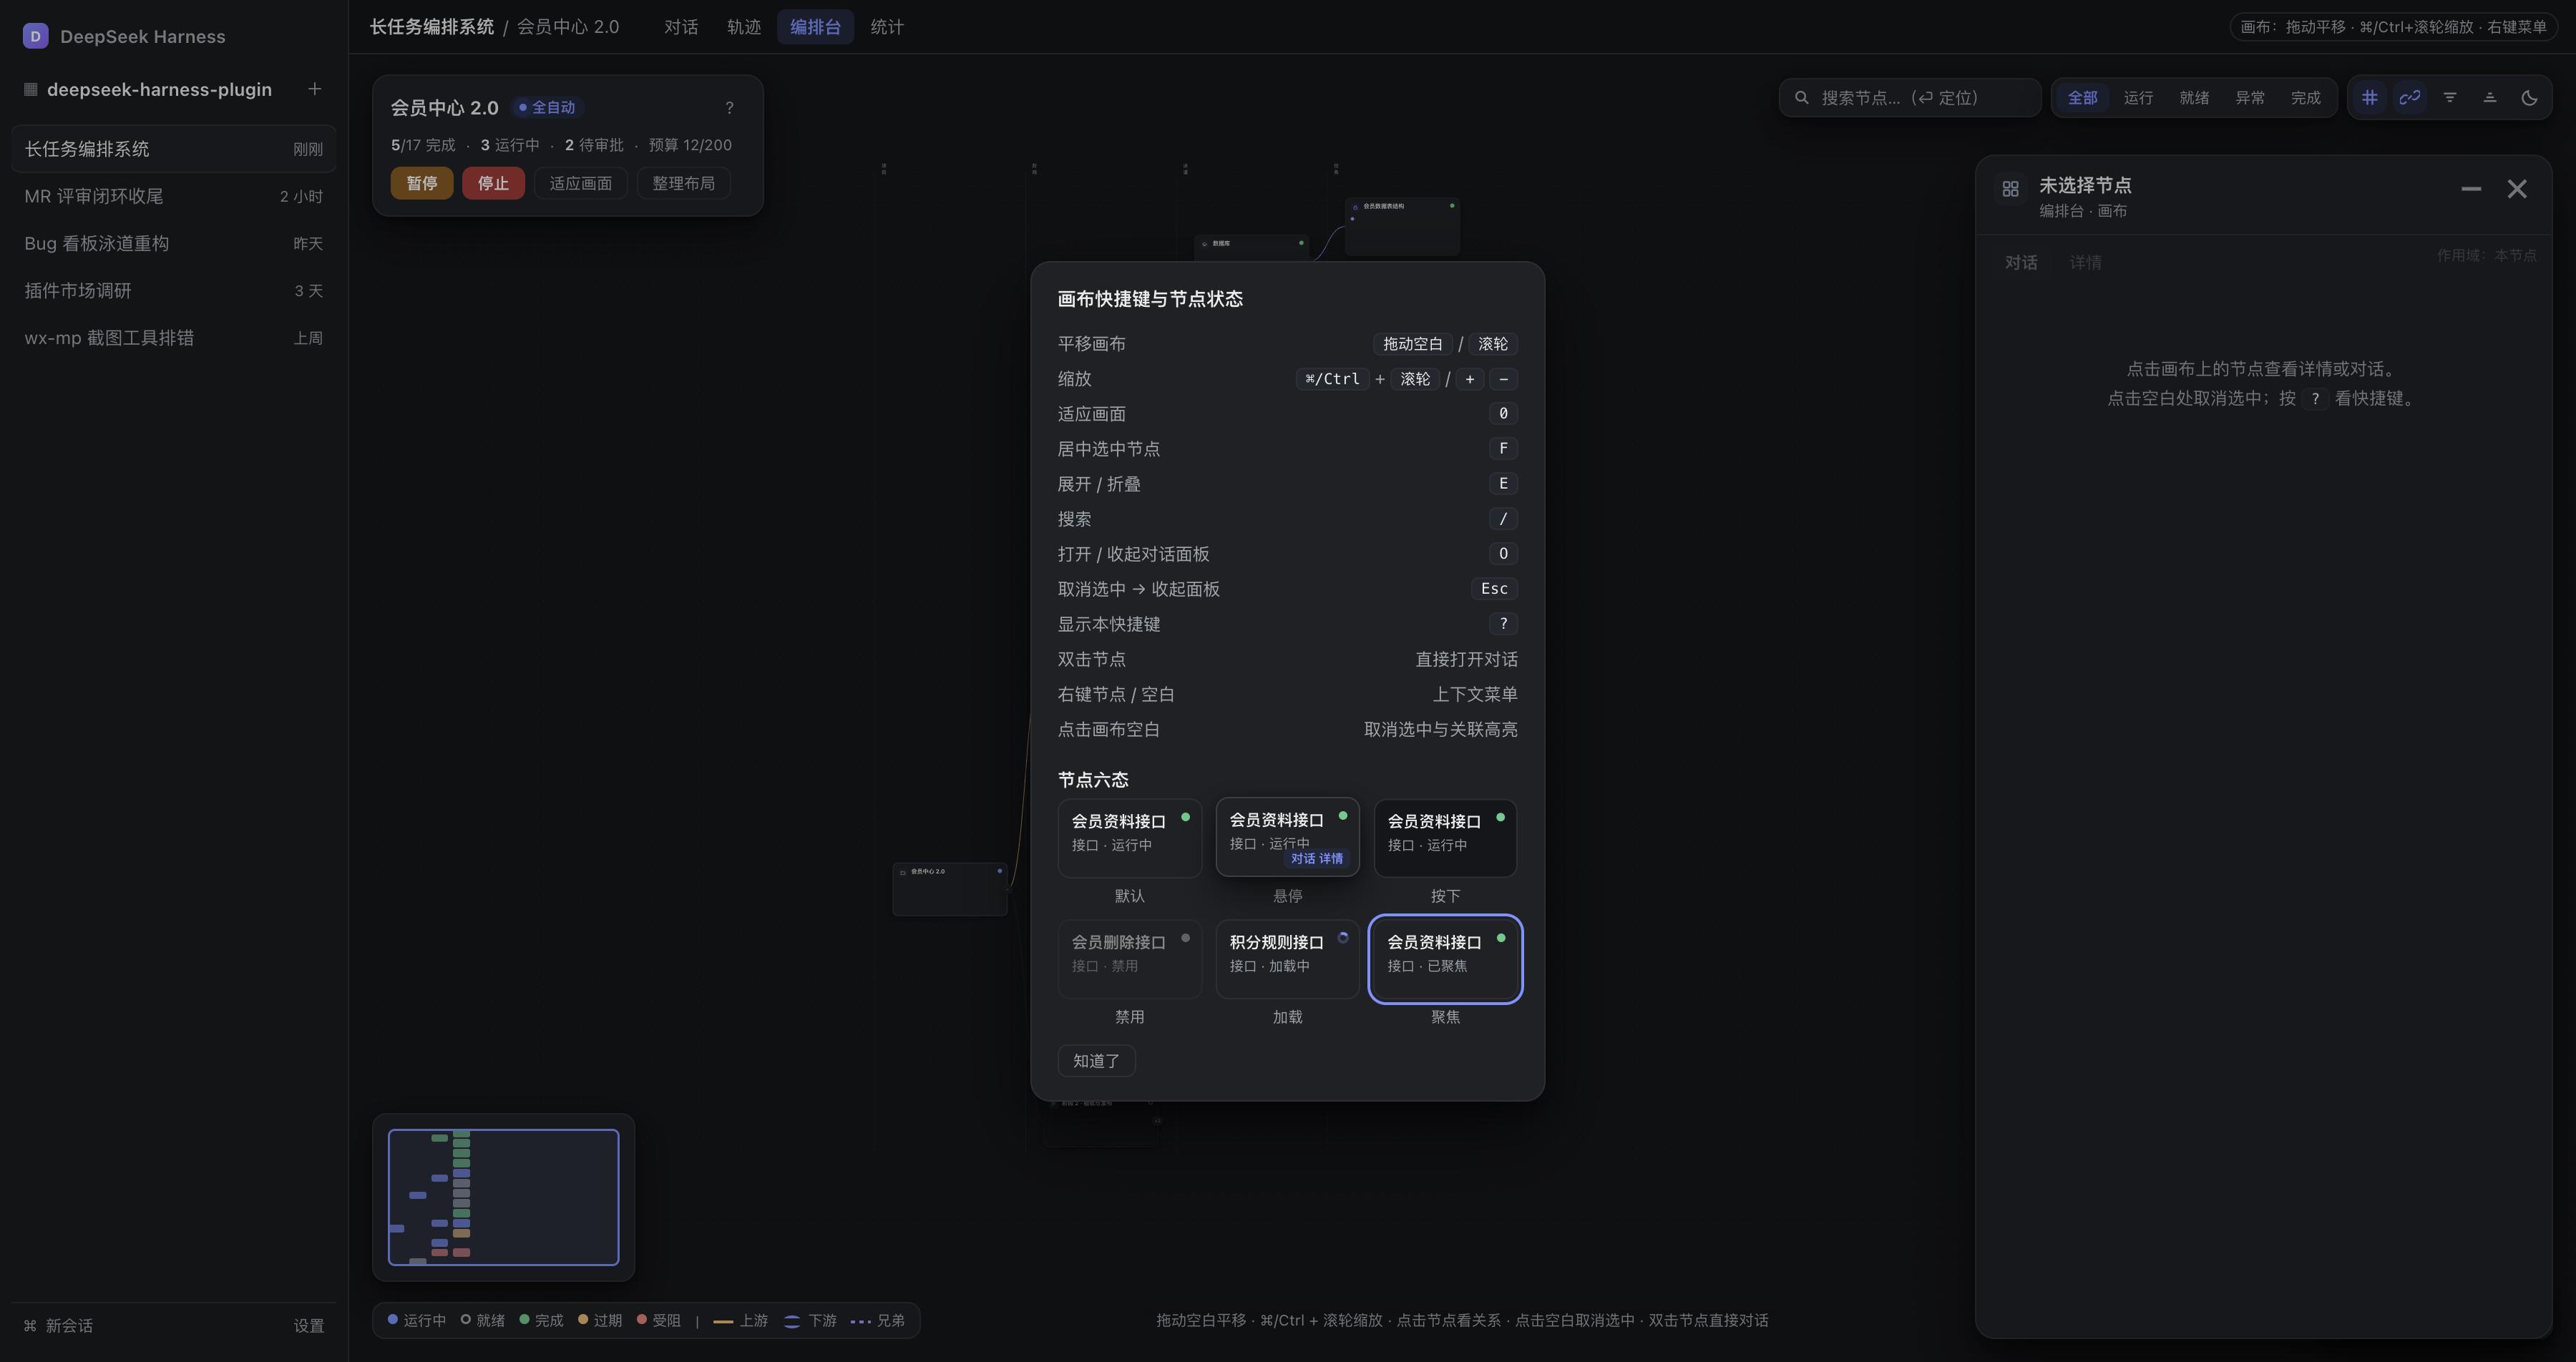 D DeepSeek Harness
deepseek-harness-plugin +
长任务编排系统 刚刚
MR 评审闭环收尾 2 小时
Bug 看板泳道重构 昨天
插件市场调研 3 天
wx-mp 截图工具排错 上周
⌘ 新会话 设置
长任务编排系统 / 会员中心 2.0 对话 轨迹 编排台 统计
画布：拖动平移 · ⌘/Ctrl+滚轮缩放 · 右键菜单
会员中心 2.0 全自动 ?
5/17 完成 · 3 运行中 · 2 待审批 · 预算 12/200
暂停 停止 适应画面 整理布局
搜索节点… （⏎ 定位）
全部 运行 就绪 异常 完成
会员数据表结构
数据库
会员中心 2.0
画布快捷键与节点状态
平移画布 拖动空白 / 滚轮
缩放 ⌘/Ctrl + 滚轮 / + −
适应画面 0
居中选中节点 F
展开 / 折叠 E
搜索 /
打开 / 收起对话面板 O
取消选中 → 收起面板 Esc
显示本快捷键 ?
双击节点 直接打开对话
右键节点 / 空白 上下文菜单
点击画布空白 取消选中与关联高亮
节点六态
会员资料接口
接口 · 运行中
默认
会员资料接口
接口 · 运行中
对话 详情
悬停
会员资料接口
接口 · 运行中
按下
会员删除接口
接口 · 禁用
禁用
积分规则接口
接口 · 加载中
加载
会员资料接口
接口 · 已聚焦
聚焦
知道了
未选择节点
编排台 · 画布
对话 详情 作用域：本节点
点击画布上的节点查看详情或对话。
点击空白处取消选中；按 ? 看快捷键。
运行中 就绪 完成 过期 受阻 | 上游 下游 兄弟
拖动空白平移 · ⌘/Ctrl + 滚轮缩放 · 点击节点看关系 · 点击空白取消选中 · 双击节点直接对话